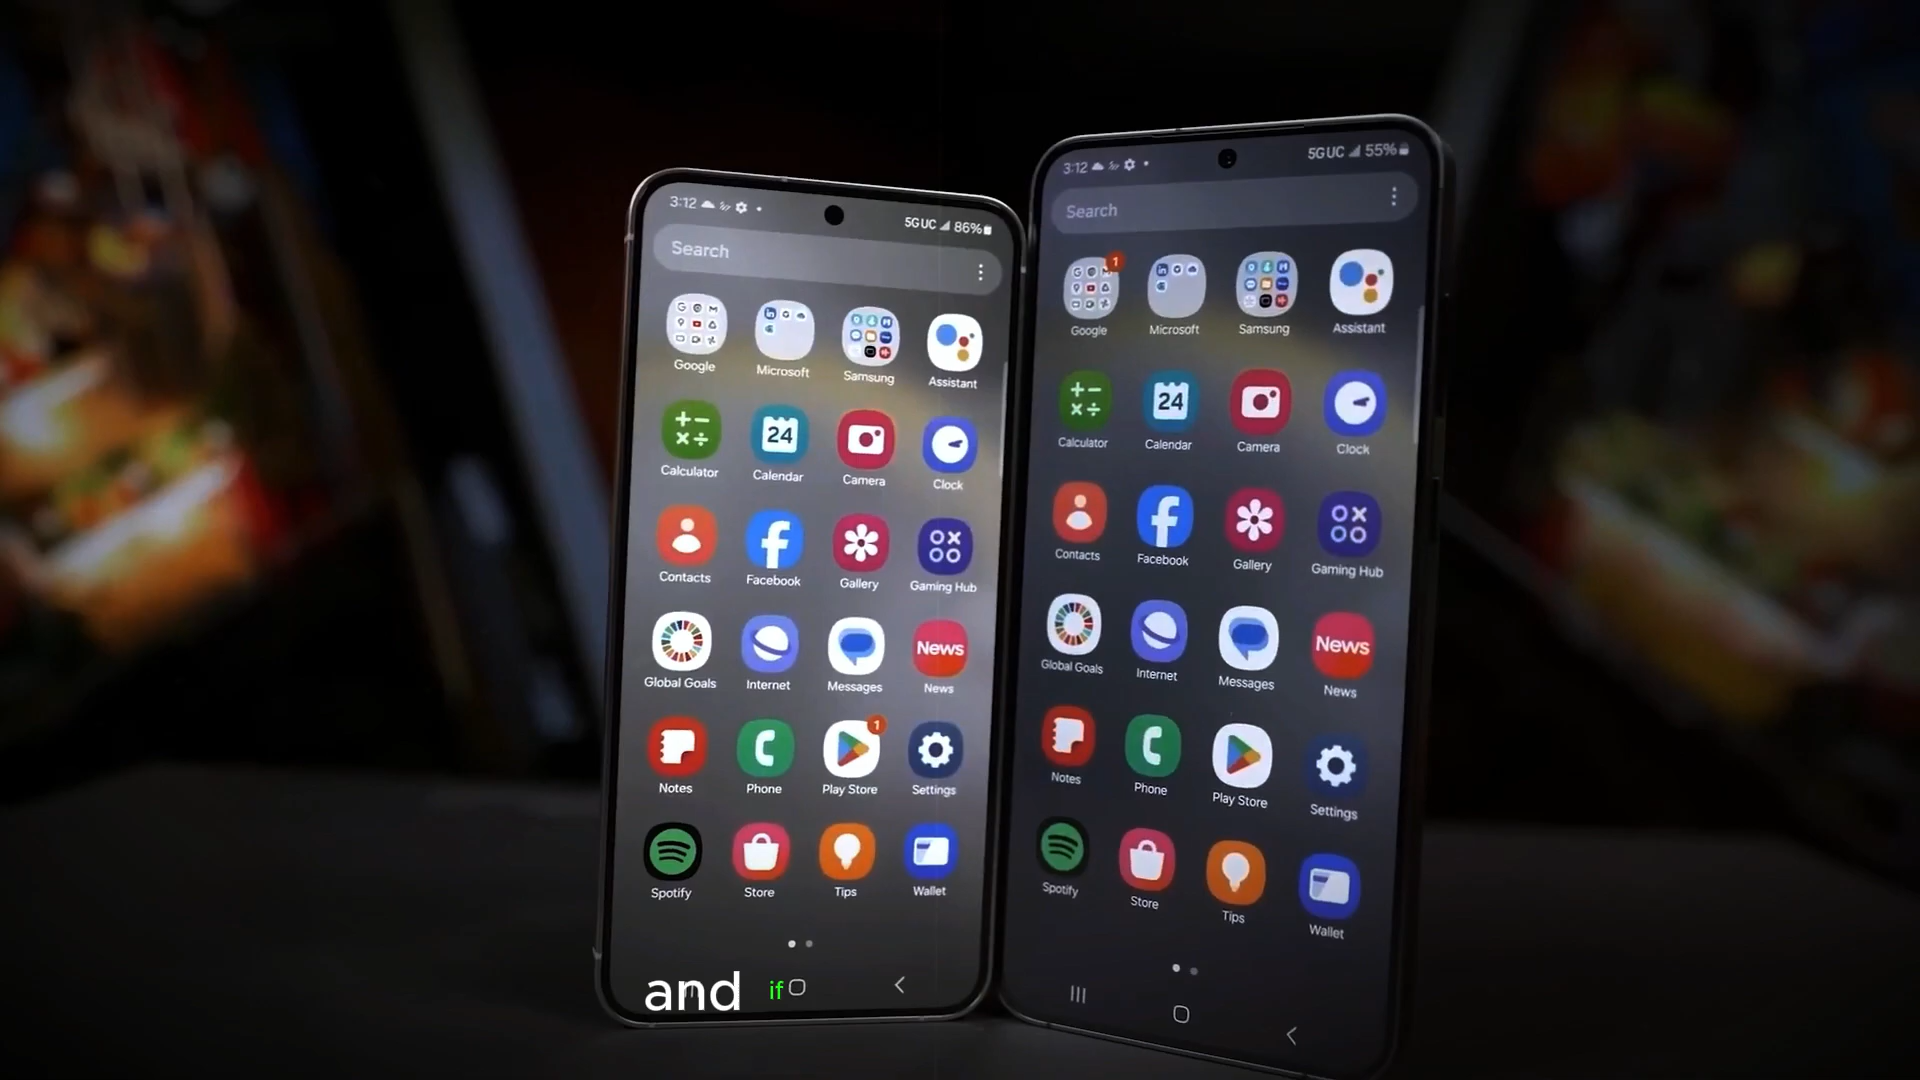 3:12
5G UC 86%
Search
Google Microsoft Samsung Assistant
24
Calculator Calendar Camera Clock
Contacts Facebook Gallery Gaming Hub
News
Global Goals Internet Messages News
1
Notes Phone Play Store Settings
Spotify Store Tips Wallet
and if
3:12
5G UC 55%
Search
1
Google Microsoft Samsung Assistant
24
Calculator Calendar Camera Clock
Contacts Facebook Gallery Gaming Hub
News
Global Goals Internet Messages News
Notes Phone Play Store Settings
Spotify Store Tips Wallet